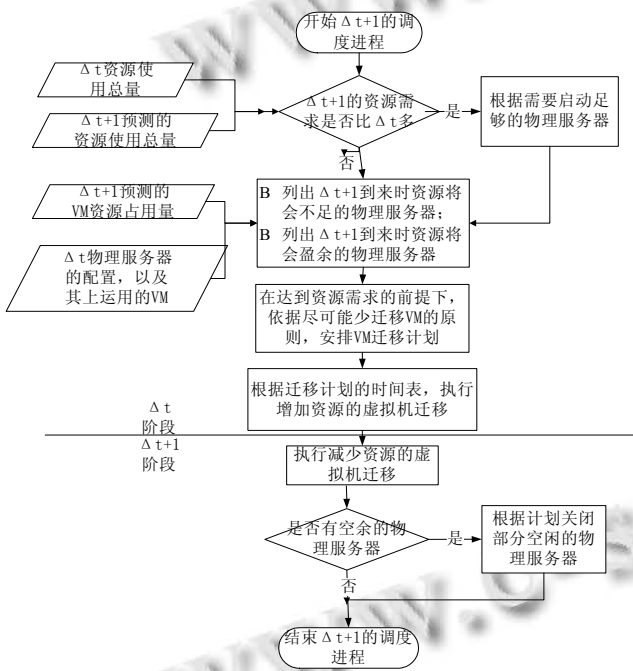 开始Δt+1的调
度进程
Δt资源使
用总量
Δt+1预测的
资源使用总量
Δt+1的资源需
求是否比Δt名
是
根据需要启动足
够的物理服务器
否
Δt+1预测的
VM资源占用量
B 列出Δt+1到来时资源将
会不足的物理服务器;
B 列出Δt+1到来时资源将
会盈余的物理服务器
Δt物理服务器
的配置，以及
其上运用的VM
在达到资源需求的前提下，
依据尽可能少迁移VM的原
则，安排VM迁移计划
根据迁移计划的时间表，执行
增加资源的虚拟机迁移
Δt
阶段
Δt+1
阶段
执行减少资源的虚
拟机迁移
是否有空余的物
理服务器
是
根据计划关闭
部分空闲的物
理服务器
否
结束Δt+1的调度
进程